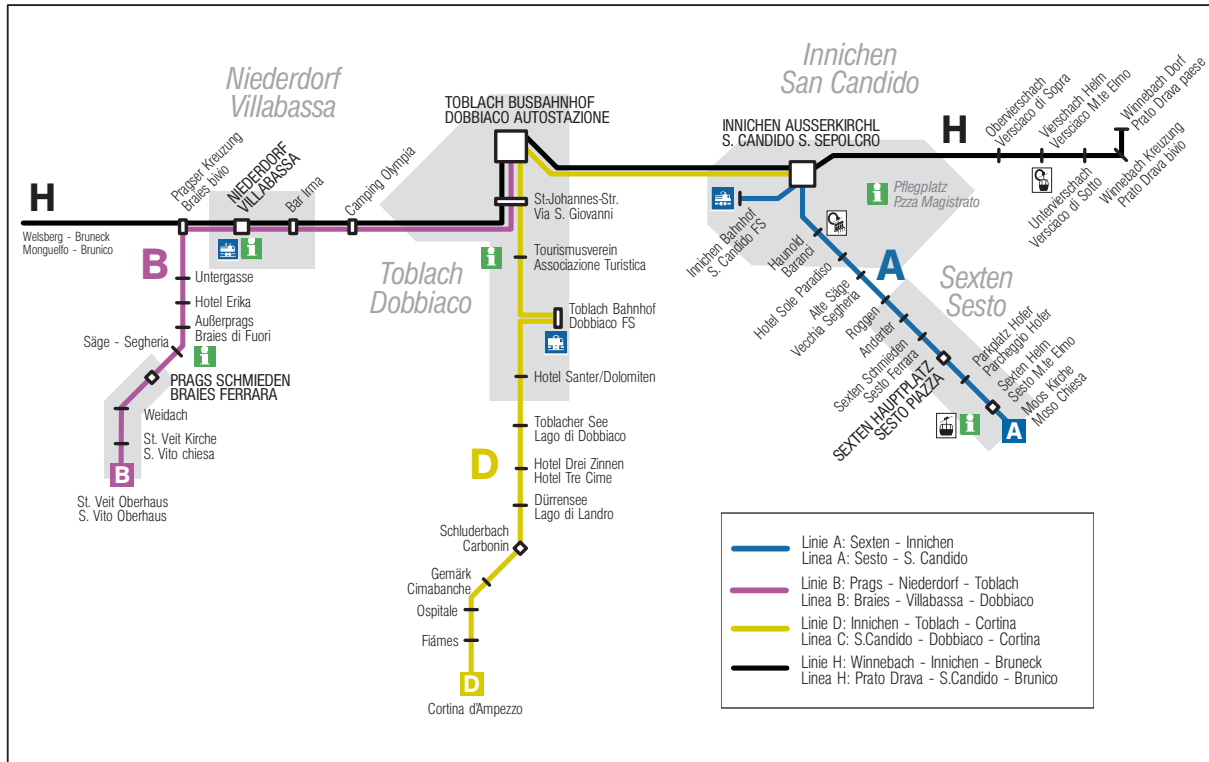 Niederdorf
Villabassa
Innichen
San Candido
TOBLACH BUSBAHNHOF
DOBBIACO AUTOSTAZIONE
INNICHEN AUSSERKIRCHL
S. CANDIDO S. SEPOLCRO
H
Obervierschach
Versciaco di Sopra
Vierschach Helm
Versciaco M.te Elmo
Winnebach Dorf
Prato Drava paese
Untervierschach
Versciaco di Sotto
Winnebach Kreuzung
Prato Drava bivio
Pragser Kreuzung
Braies bivio
NIEDERDORF
VILLABASSA
Bar Irma
Camping Olympia
H
Welsberg - Bruneck
Monguelfo - Brunico
St.Johannes-Str.
Via S. Giovanni
i
Pflegplatz
Pzza Magistrato
Innichen Bahnhof
S. Candido FS
Haunold
Baranci
A
Hotel Sole Paradiso
Alte Säge
Vecchia Segheria
Sexten
Sesto
Roggen
Anderter
Sexten Schmieden
Sesto Ferrara
SEXTEN HAUPTPLATZ
SESTO PIAZZA
Parkplatz Hofer
Parcheggio Hofer
Sexten Helm
Sesto M.te Elmo
Moos Kirche
Moso Chiesa
i
A
B
i
Untergasse
Hotel Erika
Außerprags
Braies di Fuori
Säge - Segheria
i
PRAGS SCHMIEDEN
BRAIES FERRARA
Weidach
St. Veit Kirche
S. Vito chiesa
B
St. Veit Oberhaus
S. Vito Oberhaus
Toblach
Dobbiaco
i
Tourismusverein
Associazione Turistica
Toblach Bahnhof
Dobbiaco FS
Hotel Santer/Dolomiten
Toblacher See
Lago di Dobbiaco
D
Hotel Drei Zinnen
Hotel Tre Cime
Dürrensee
Lago di Landro
Schluderbach
Carbonin
Gemärk
Cimabanche
Ospitale
Fiámes
D
Cortina d'Ampezzo
Linie A: Sexten - Innichen
Linea A: Sesto - S. Candido
Linie B: Prags - Niederdorf - Toblach
Linea B: Braies - Villabassa - Dobbiaco
Linie D: Innichen - Toblach - Cortina
Linea C: S.Candido - Dobbiaco - Cortina
Linie H: Winnebach - Innichen - Bruneck
Linea H: Prato Drava - S.Candido - Brunico